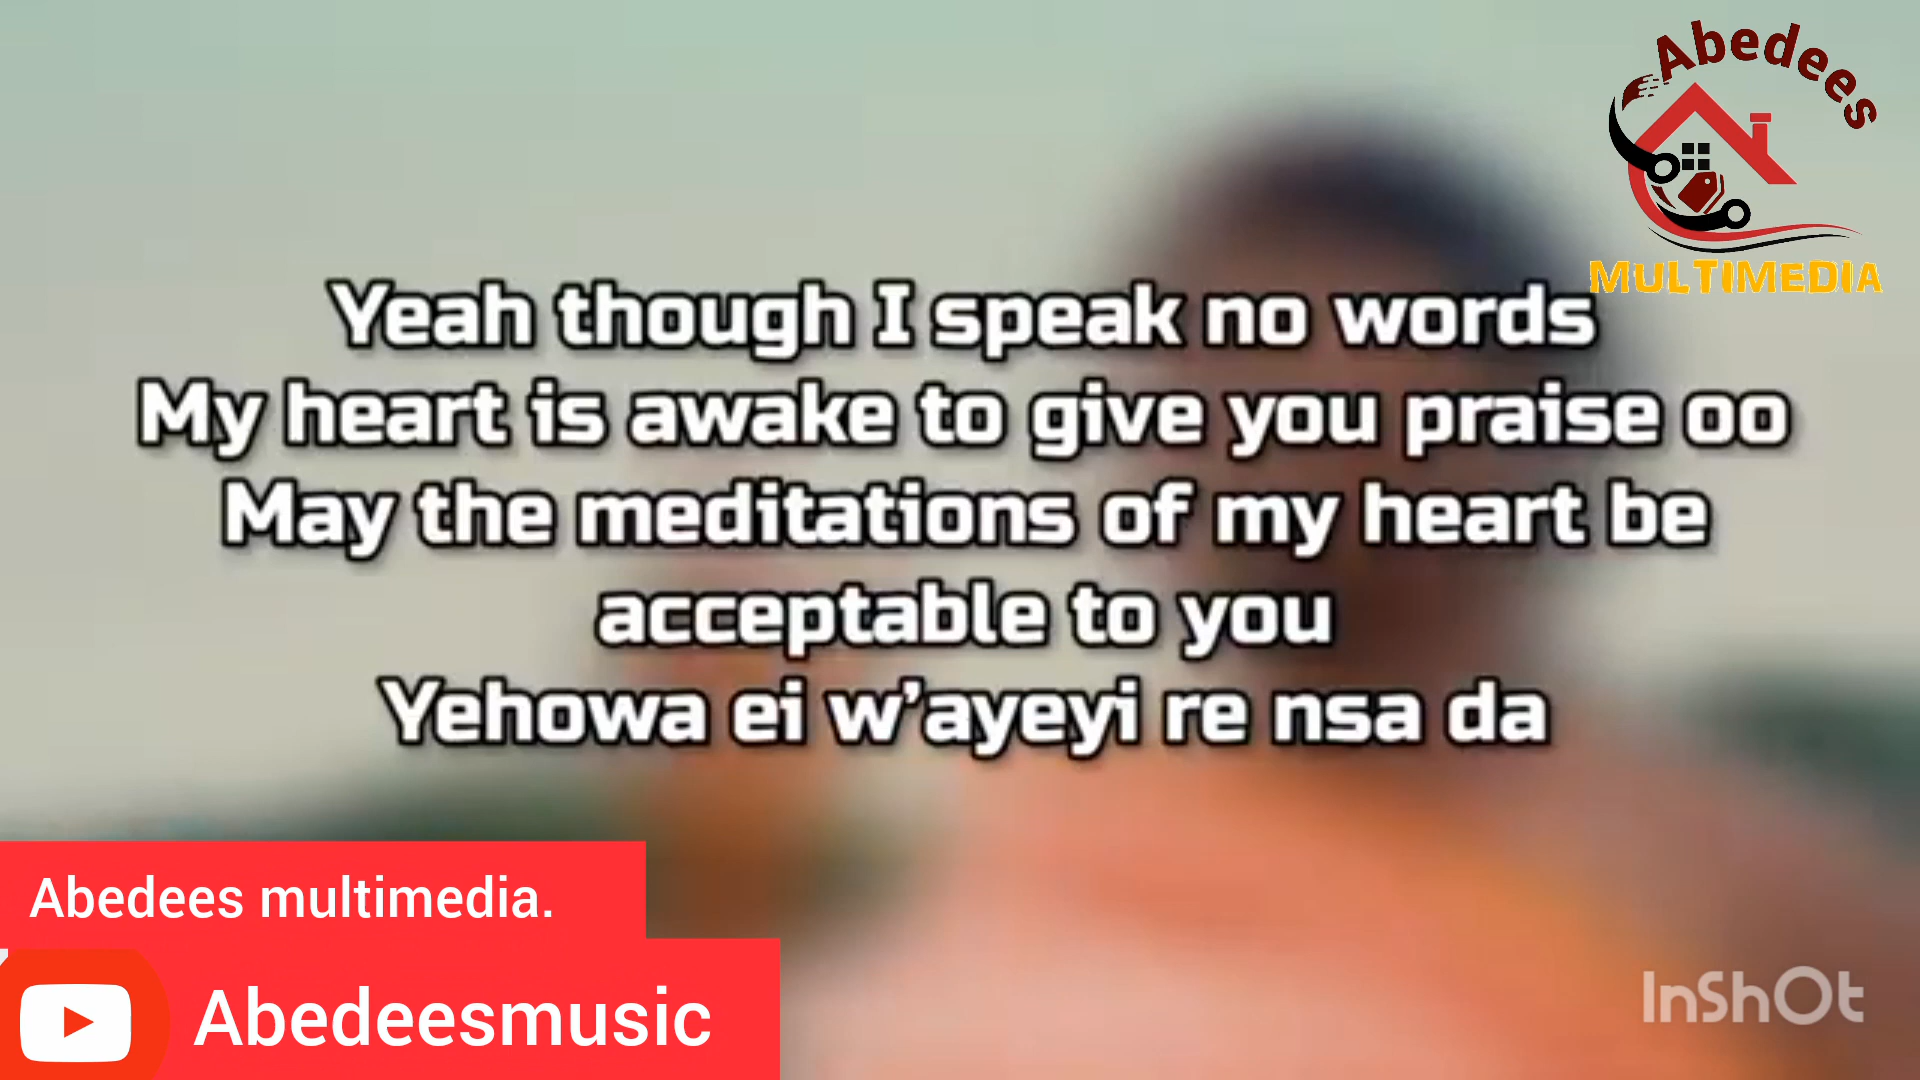 Abedees
MULTIMEDIA
Yeah though I speak no words
My heart is awake to give you praise oo
May the meditations of my heart be
acceptable to you
Yehowa ei w'ayeyi re nsa da
Abedees multimedia.
Abedeesmusic
InShOt